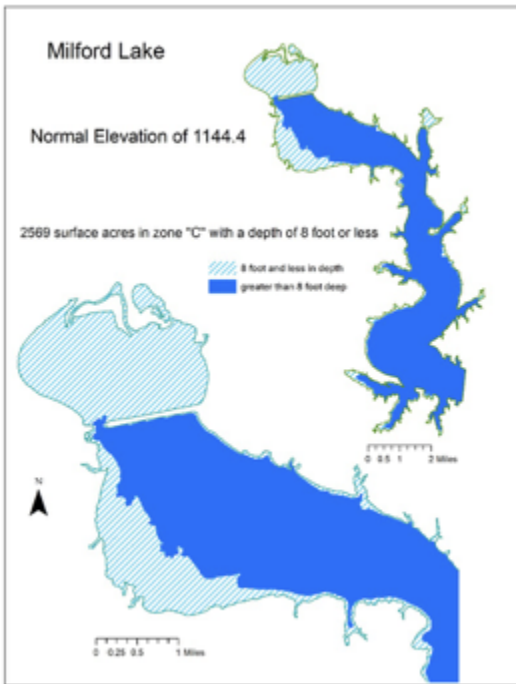 Milford Lake
Normal Elevation of 1144.4
2569 surface acres in zone "C" with a depth of 8 foot or less
8 foot and less in depth
greater than 8 foot deep
0 0.5 1 2 Miles
N
0 0.25 0.5 1 Miles